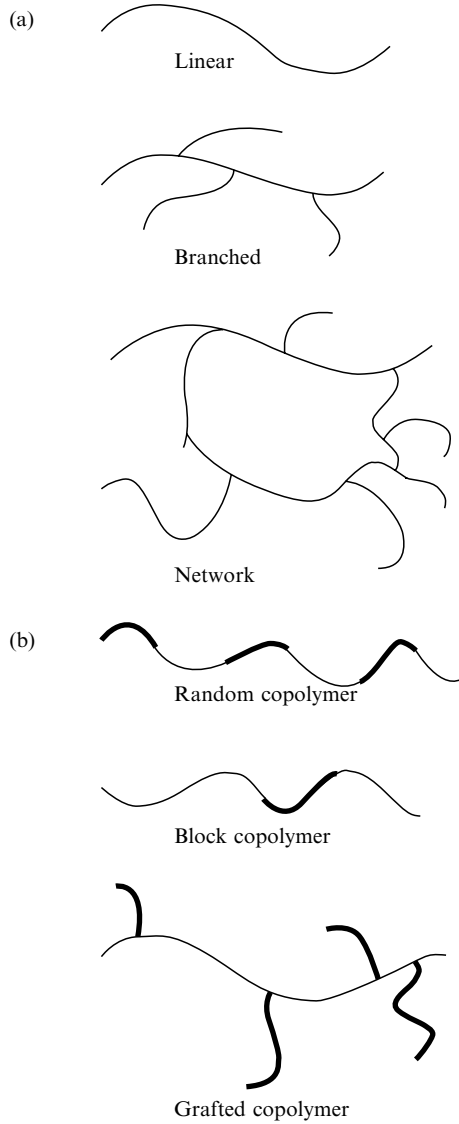 (a)
Linear
Branched
Network
(b)
Random copolymer
Block copolymer
Grafted copolymer